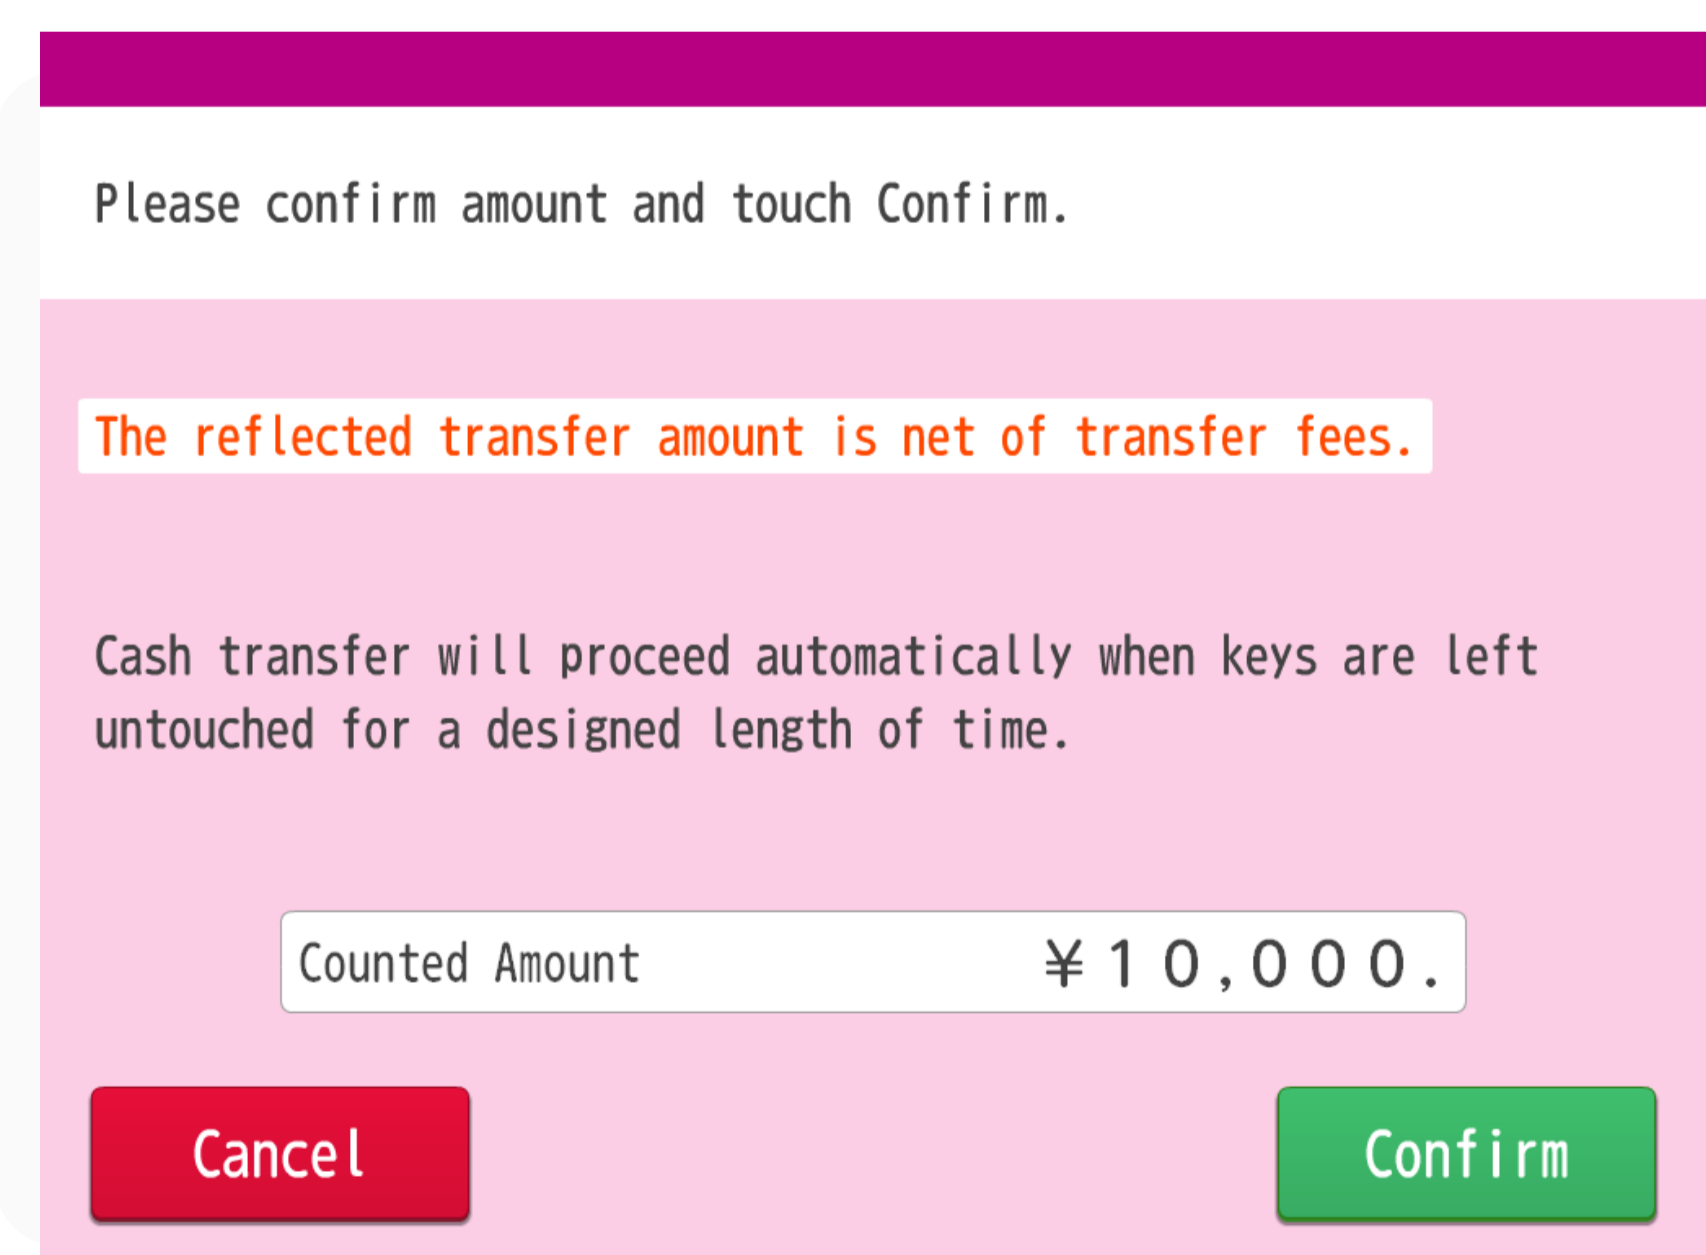 Please confirm amount and touch Confirm.
The reflected transfer amount is net of transfer fees.
Cash transfer will proceed automatically when keys are left
untouched for a designed length of time.
Counted Amount ¥10,000.
Cancel Confirm